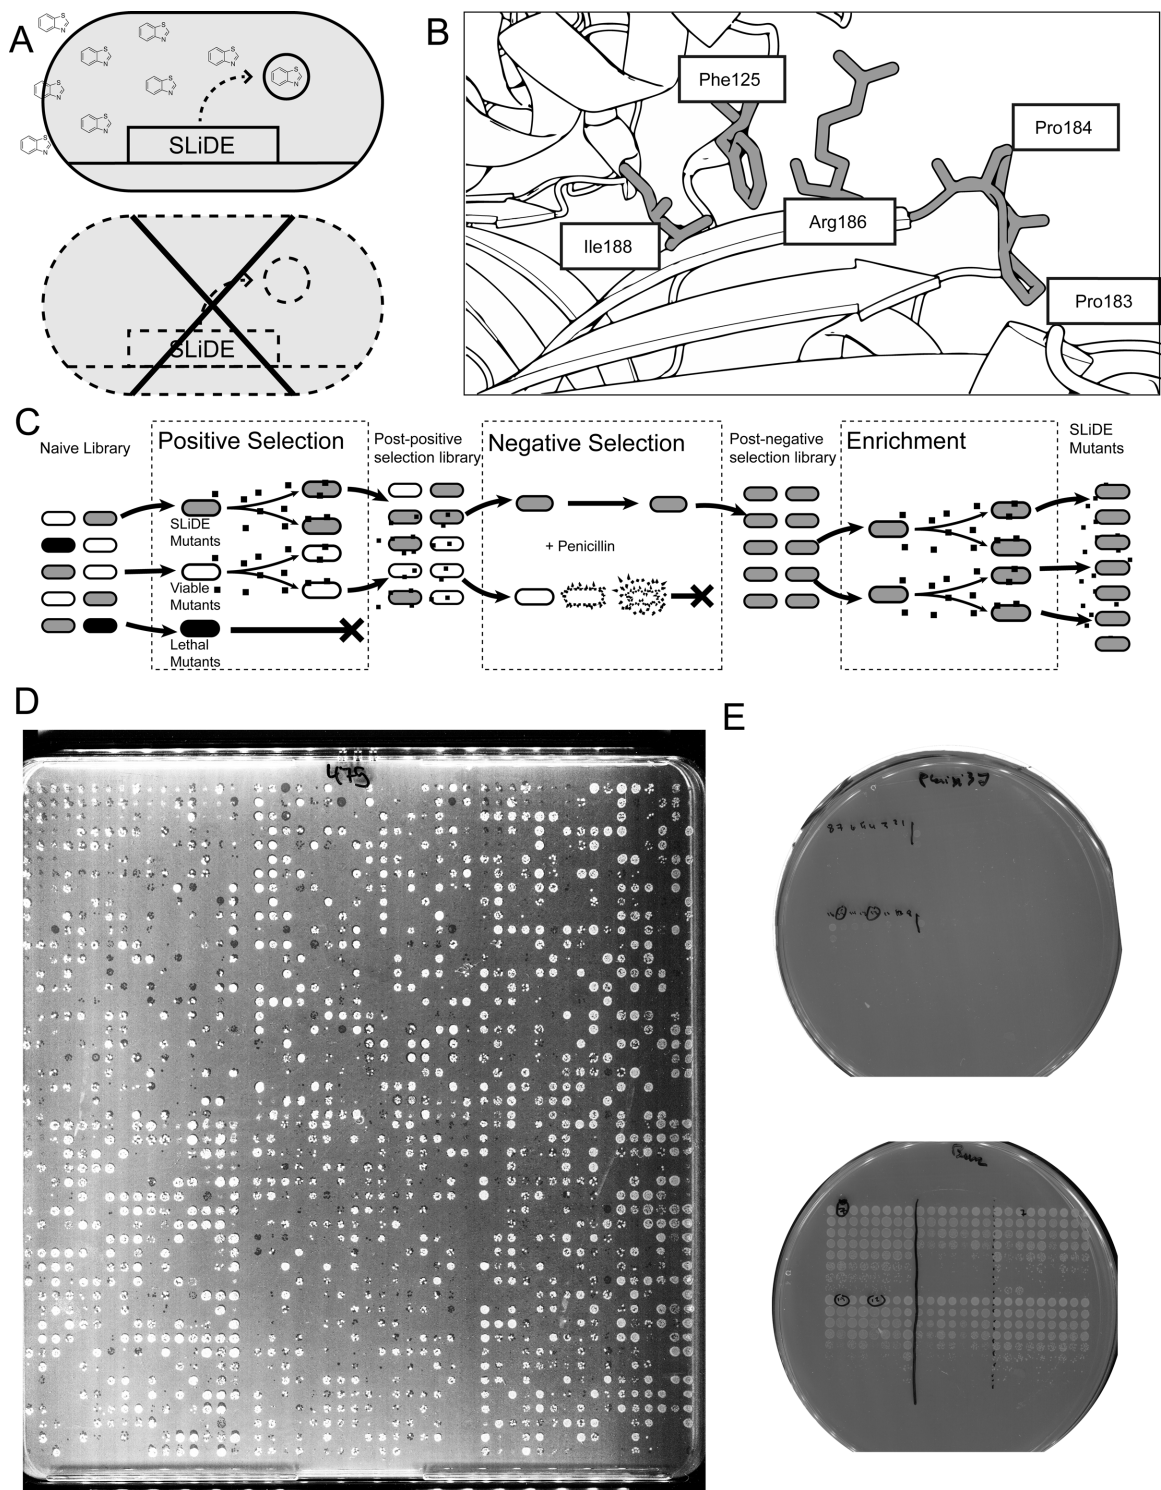 A
SLiDE
SLiDE
B
Phe125
Pro184
Arg186
Ile188
Pro183
C
Naive Library
Positive Selection
SLiDE
Mutants
Viable
Mutants
Lethal
Mutants
Post-positive
selection library
Negative Selection
+ Penicillin
Post-negative
selection library
Enrichment
SLiDE
Mutants
D
479
E